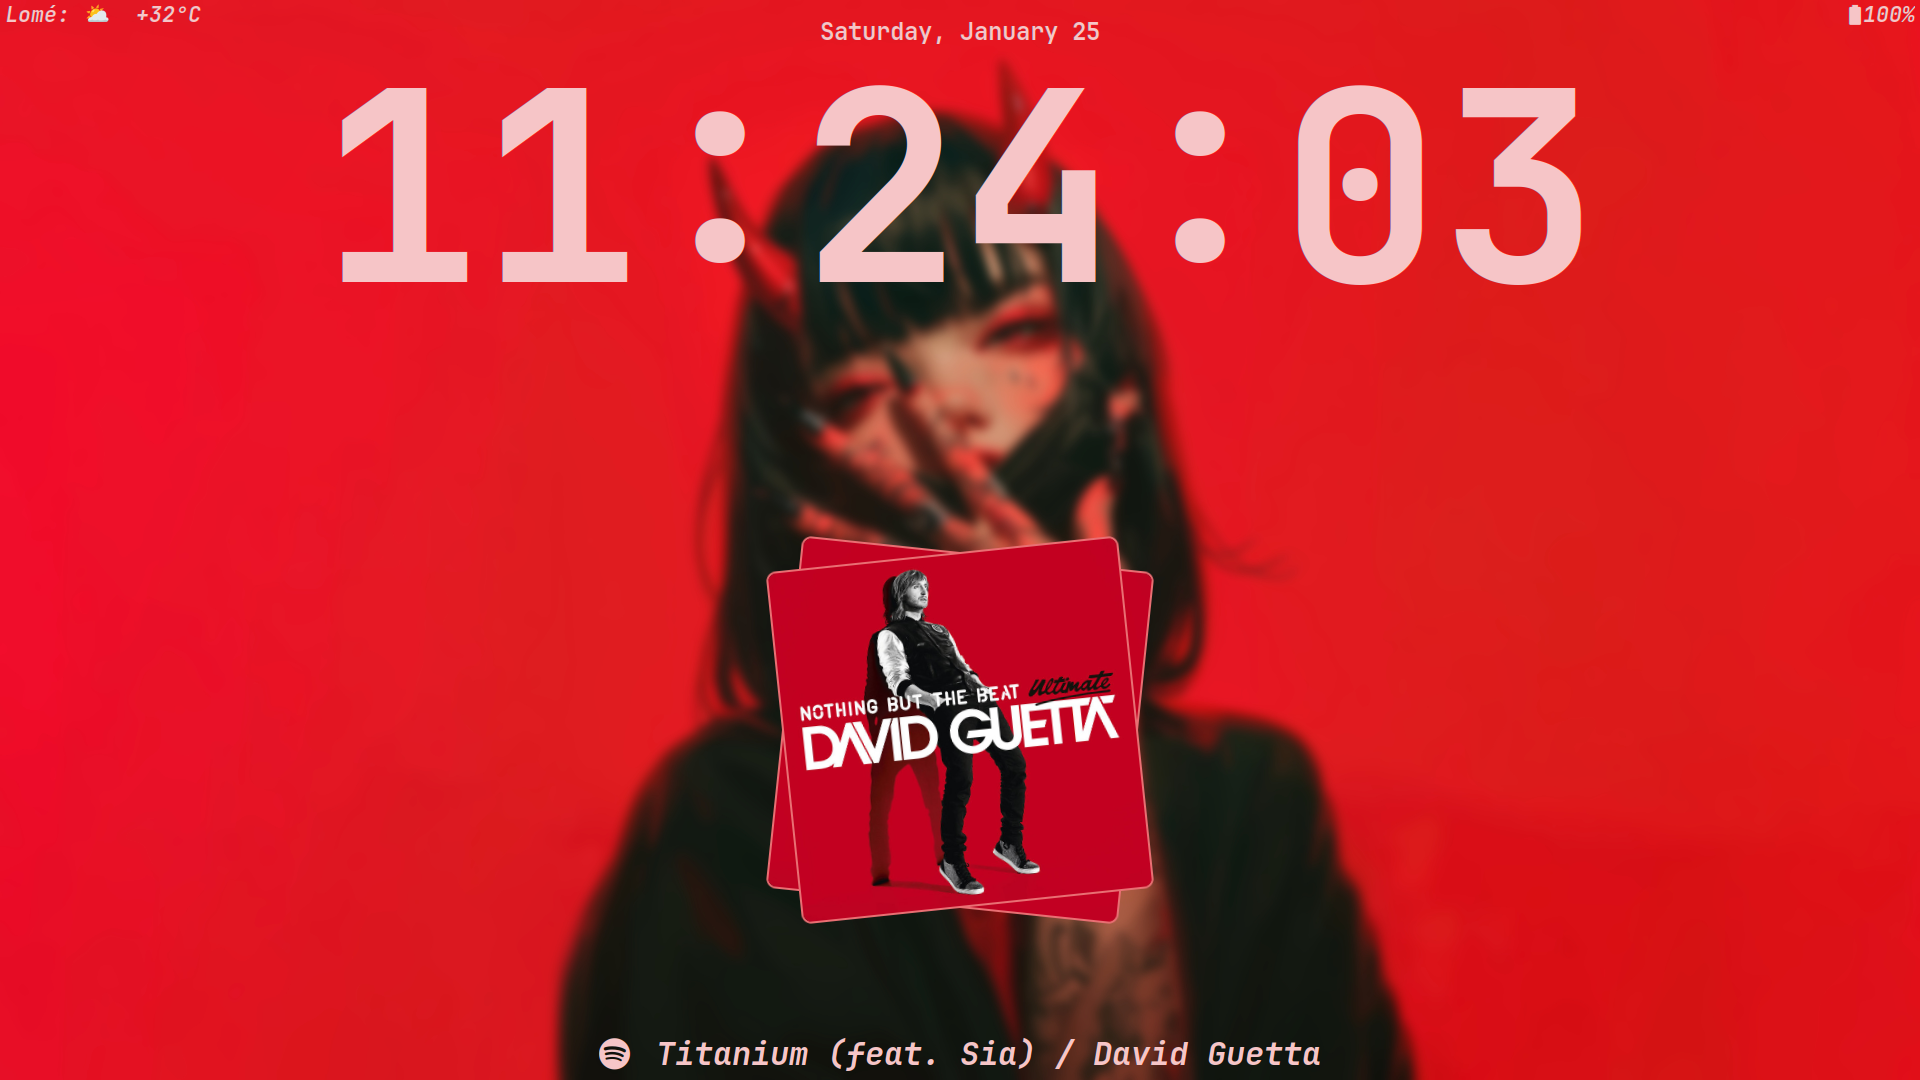 Lomé: ⛅ +32°C
100%
Saturday, January 25
11:24:03
NOTHING BUT THE BEAT Ultimate
DAVID GUETTA
Titanium (feat. Sia) / David Guetta